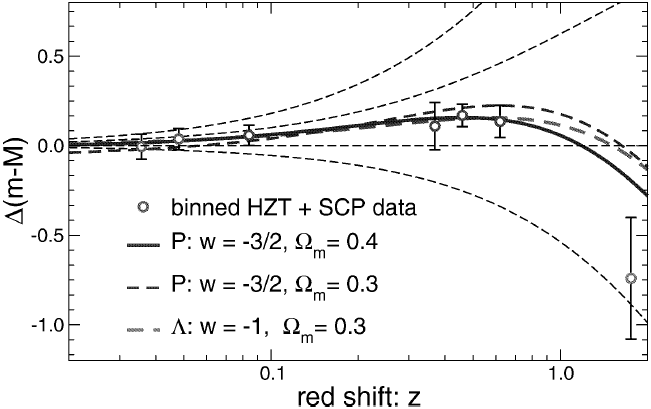 0.5
0.0
-0.5
-1.0
Δ(m-M)
binned HZT + SCP data
P: w = -3/2, Ωm= 0.4
P: w = -3/2, Ωm= 0.3
Λ: w = -1, Ωm= 0.3
0.1 1.0
red shift: z